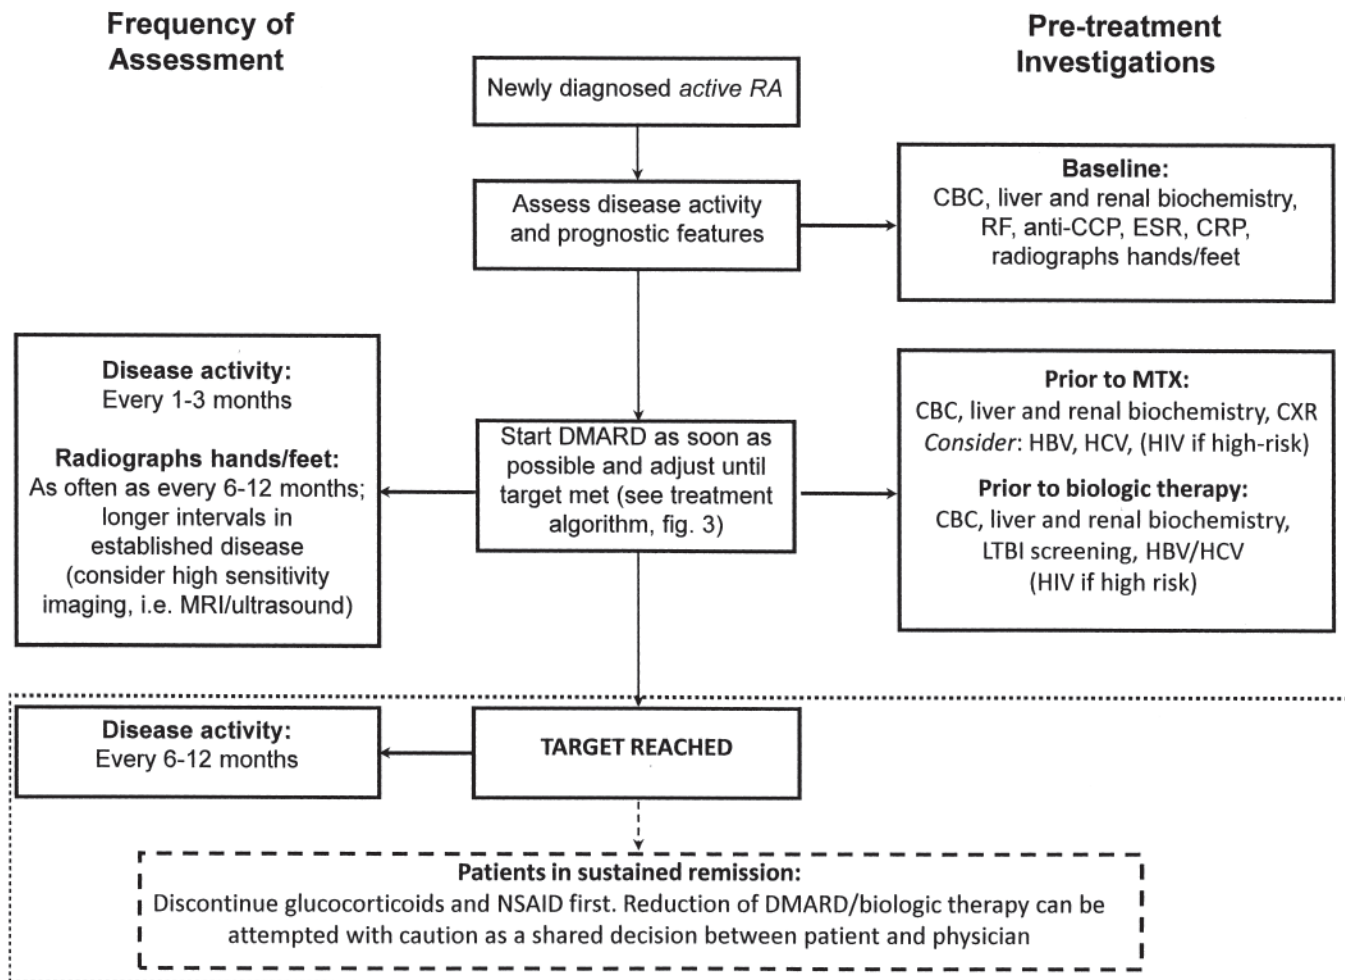 Frequency of
Assessment
Pre-treatment
Investigations
Newly diagnosed active RA
Assess disease activity
and prognostic features
Baseline:
CBC, liver and renal biochemistry,
RF, anti-CCP, ESR, CRP,
radiographs hands/feet
Disease activity:
Every 1-3 months
Radiographs hands/feet:
As often as every 6-12 months;
longer intervals in
established disease
(consider high sensitivity
imaging, i.e. MRI/ultrasound)
Start DMARD as soon as
possible and adjust until
target met (see treatment
algorithm, fig. 3)
Prior to MTX:
CBC, liver and renal biochemistry, CXR
Consider: HBV, HCV, (HIV if high-risk)
Prior to biologic therapy:
CBC, liver and renal biochemistry,
LTBI screening, HBV/HCV
(HIV if high risk)
Disease activity:
Every 6-12 months
TARGET REACHED
Patients in sustained remission:
Discontinue glucocorticoids and NSAID first. Reduction of DMARD/biologic therapy can be
attempted with caution as a shared decision between patient and physician